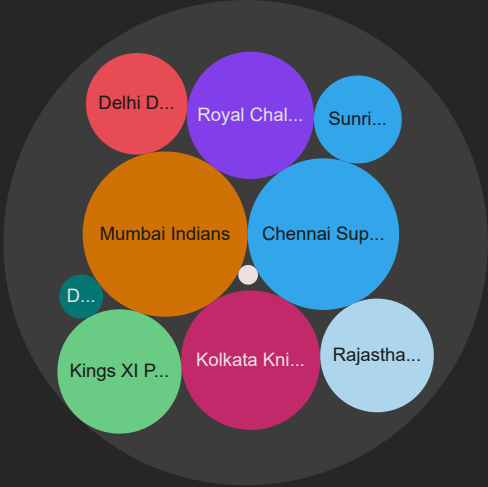 Delhi D...
Royal Chal...
Sunri...
Mumbai Indians
Chennai Sup...
D...
Kings XI P...
Kolkata Kni...
Rajastha...